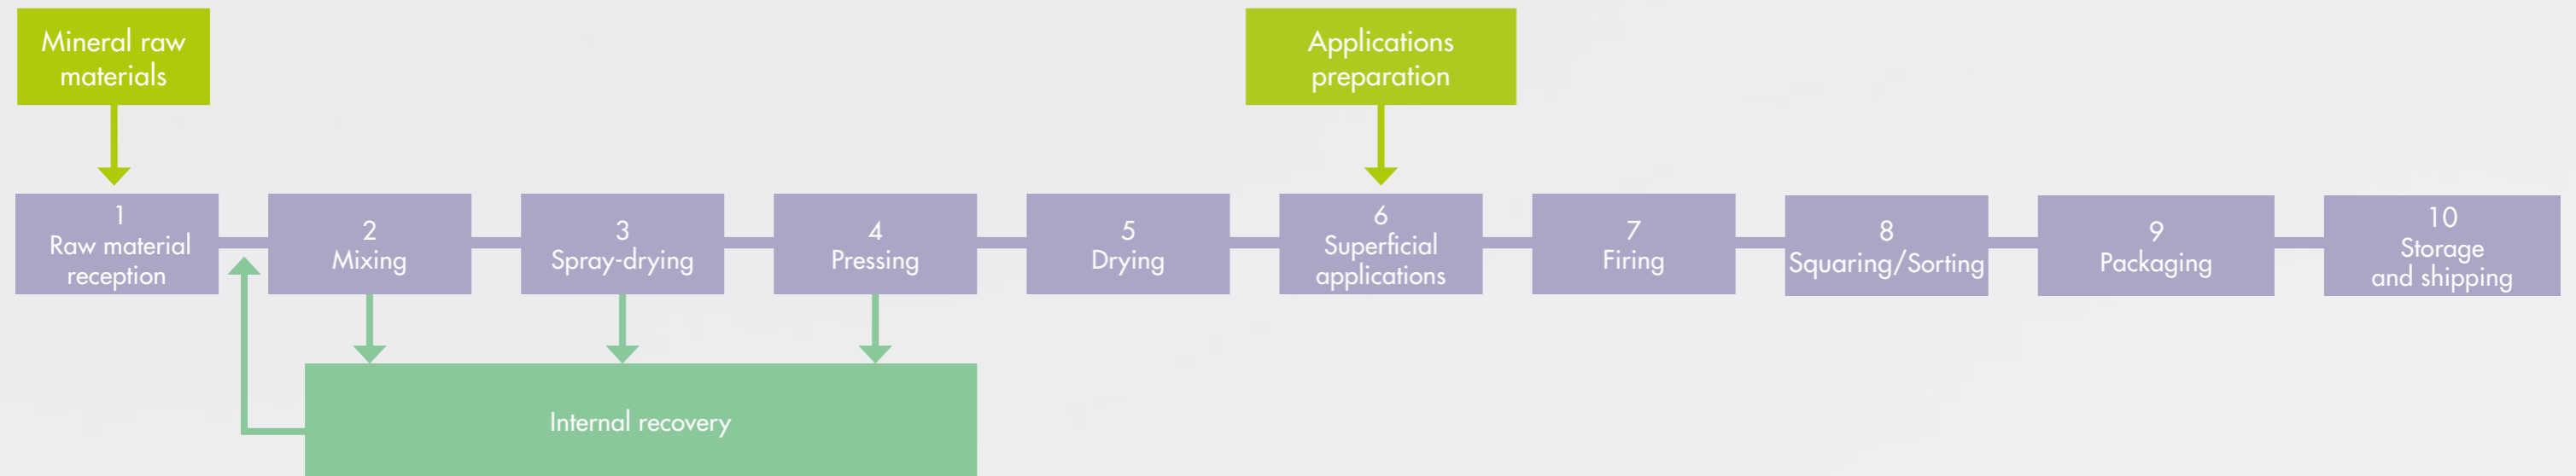 Mineral raw
materials
Applications
preparation
1
Raw material
reception
2
Mixing
3
Spray-drying
4
Pressing
5
Drying
6
Superficial
applications
7
Firing
8
Squaring/Sorting
9
Packaging
10
Storage
and shipping
Internal recovery